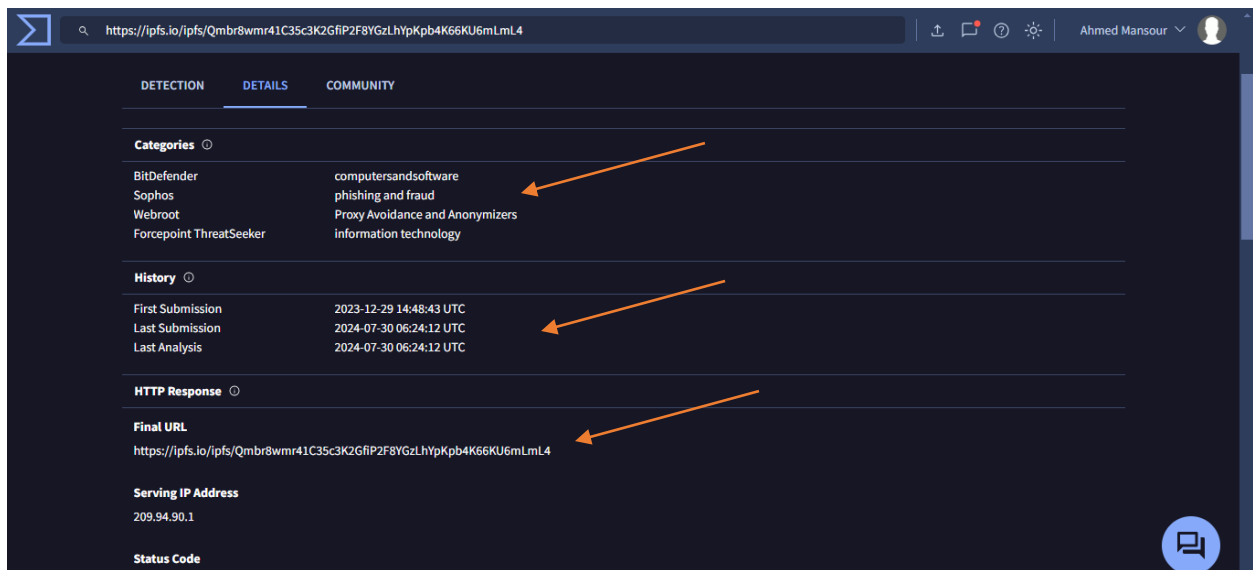 https://ipfs.io/ipfs/Qmbr8wmr41C35c3K2GfiP2F8YGzLhYpKpb4K66KU6mLmL4
Ahmed Mansour
DETECTION DETAILS COMMUNITY
Categories
BitDefender computersandsoftware
Sophos phishing and fraud
Webroot Proxy Avoidance and Anonymizers
Forcepoint ThreatSeeker information technology
History
First Submission 2023-12-29 14:48:43 UTC
Last Submission 2024-07-30 06:24:12 UTC
Last Analysis 2024-07-30 06:24:12 UTC
HTTP Response
Final URL
https://ipfs.io/ipfs/Qmbr8wmr41C35c3K2GfiP2F8YGzLhYpKpb4K66KU6mLmL4
Serving IP Address
209.94.90.1
Status Code